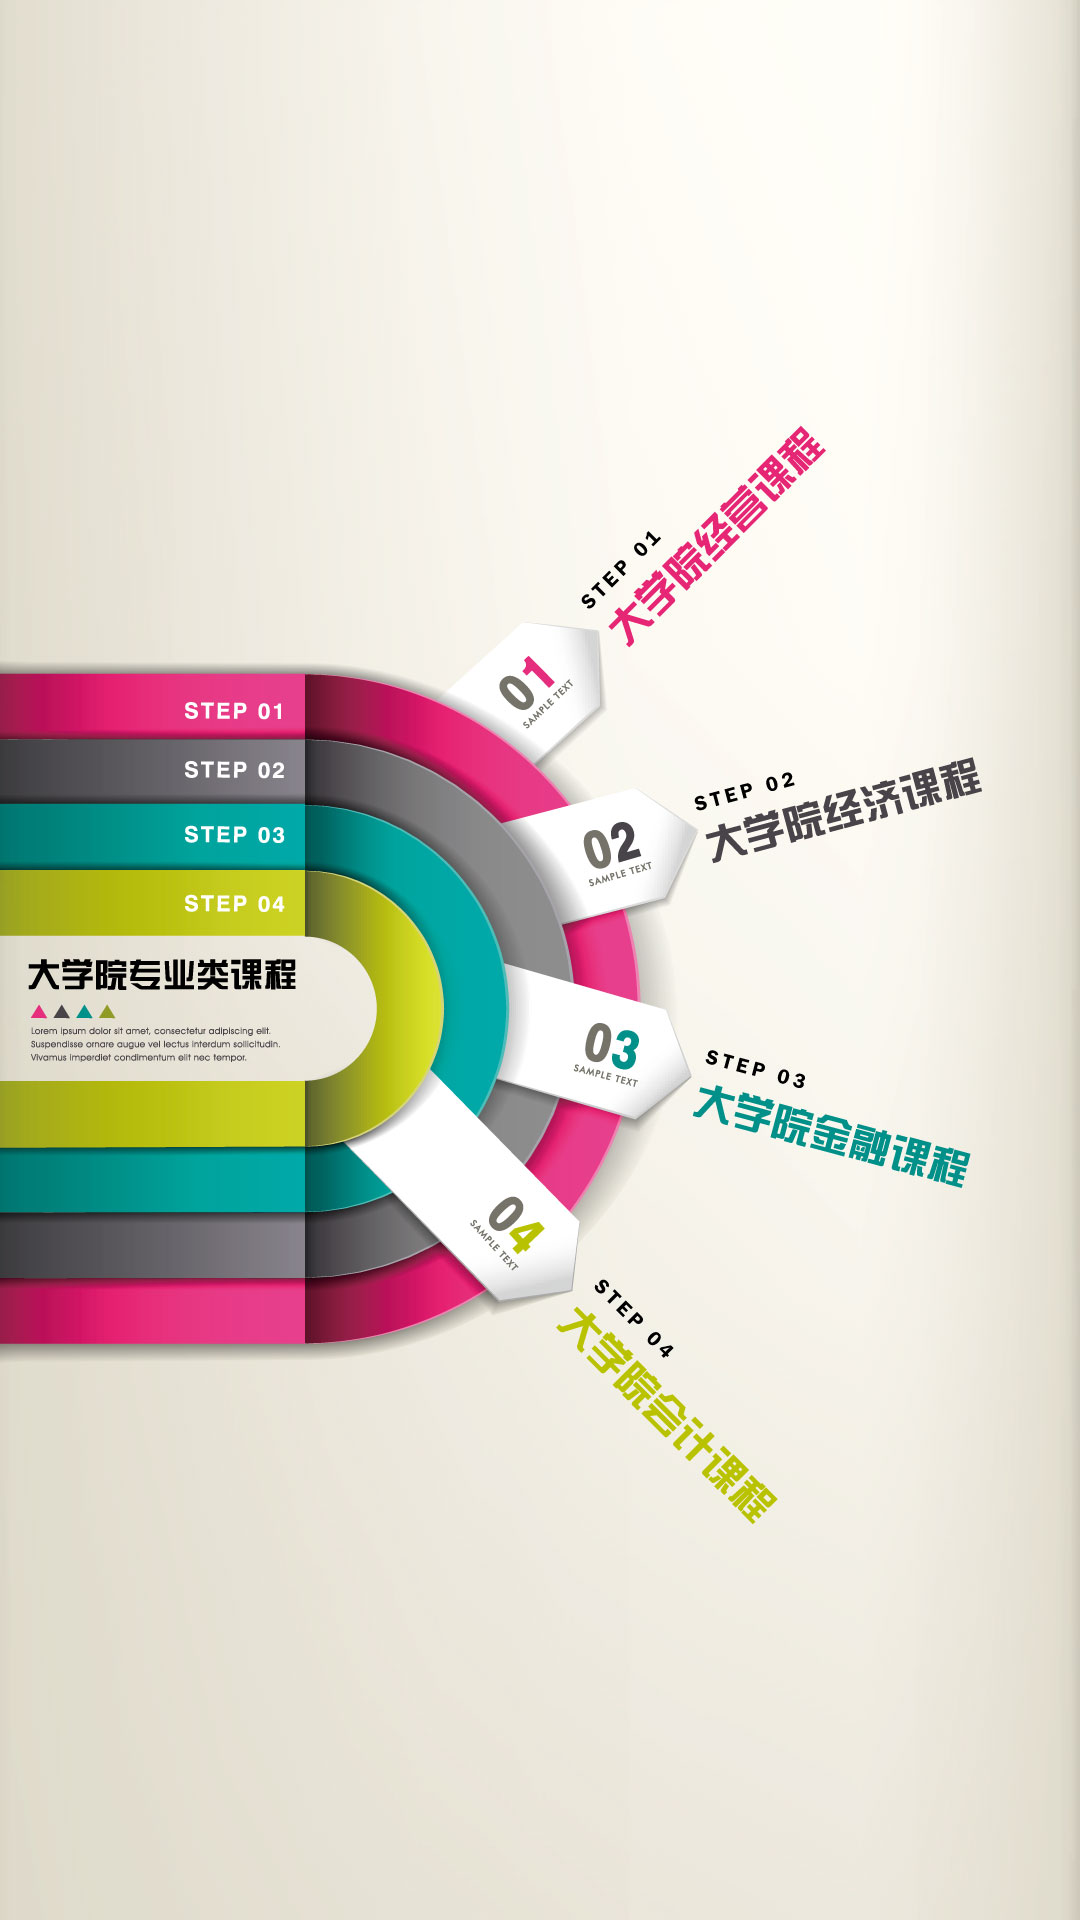 STEP 01
大学院经营课程
01
SAMPLE TEXT
STEP 02
大学院经济课程
02
SAMPLE TEXT
STEP 03
大学院金融课程
03
SAMPLE TEXT
STEP 04
大学院会计课程
04
SAMPLE TEXT
STEP 01
STEP 02
STEP 03
STEP 04
大学院专业类课程
Lorem ipsum dolor sit amet, consectetur adipiscing elit.
Suspendisse ornare augue vel lectus interdum sollicitudin.
Vivamus imperdiet condimentum elit nec tempor.